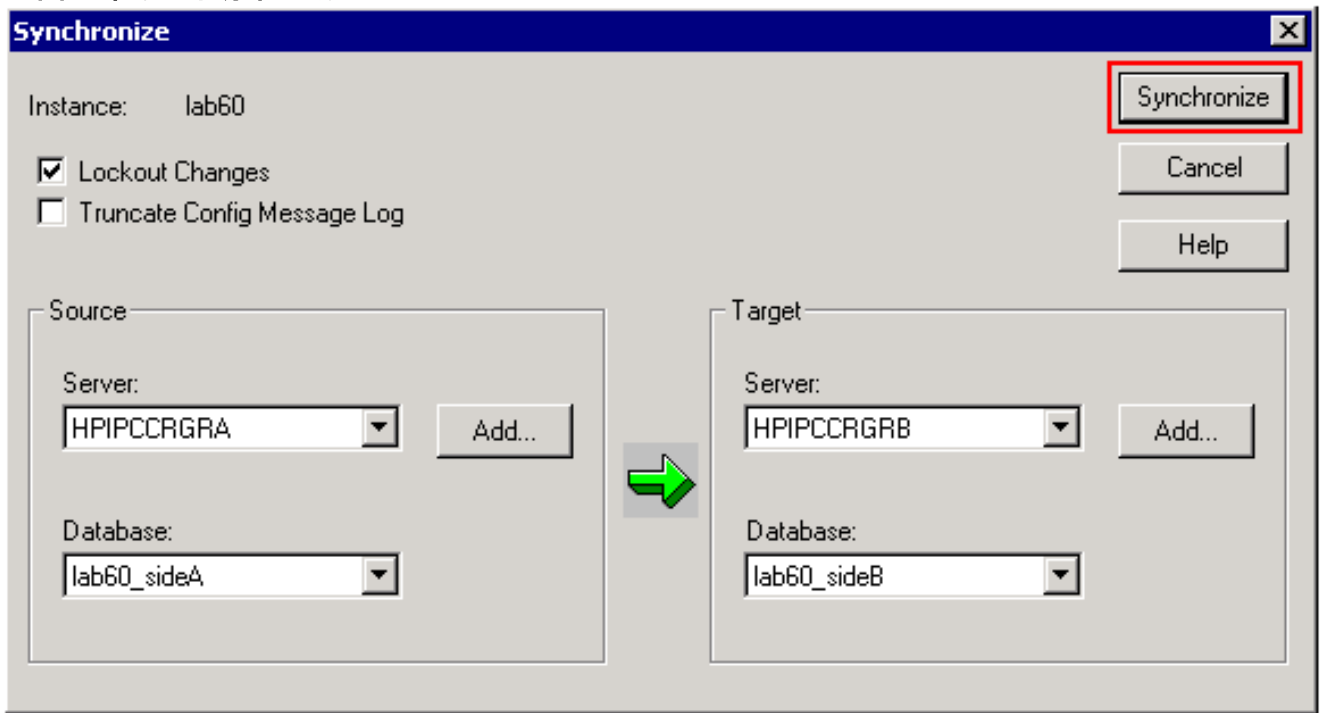 Synchronize
Instance: lab60
Synchronize
Lockout Changes
Cancel
Truncate Config Message Log
Help
Source
Target
Server:
Server:
HPIPCCRGRA
Add...
HPIPCCRGRB
Add...
Database:
Database:
lab60_sideA
lab60_sideB